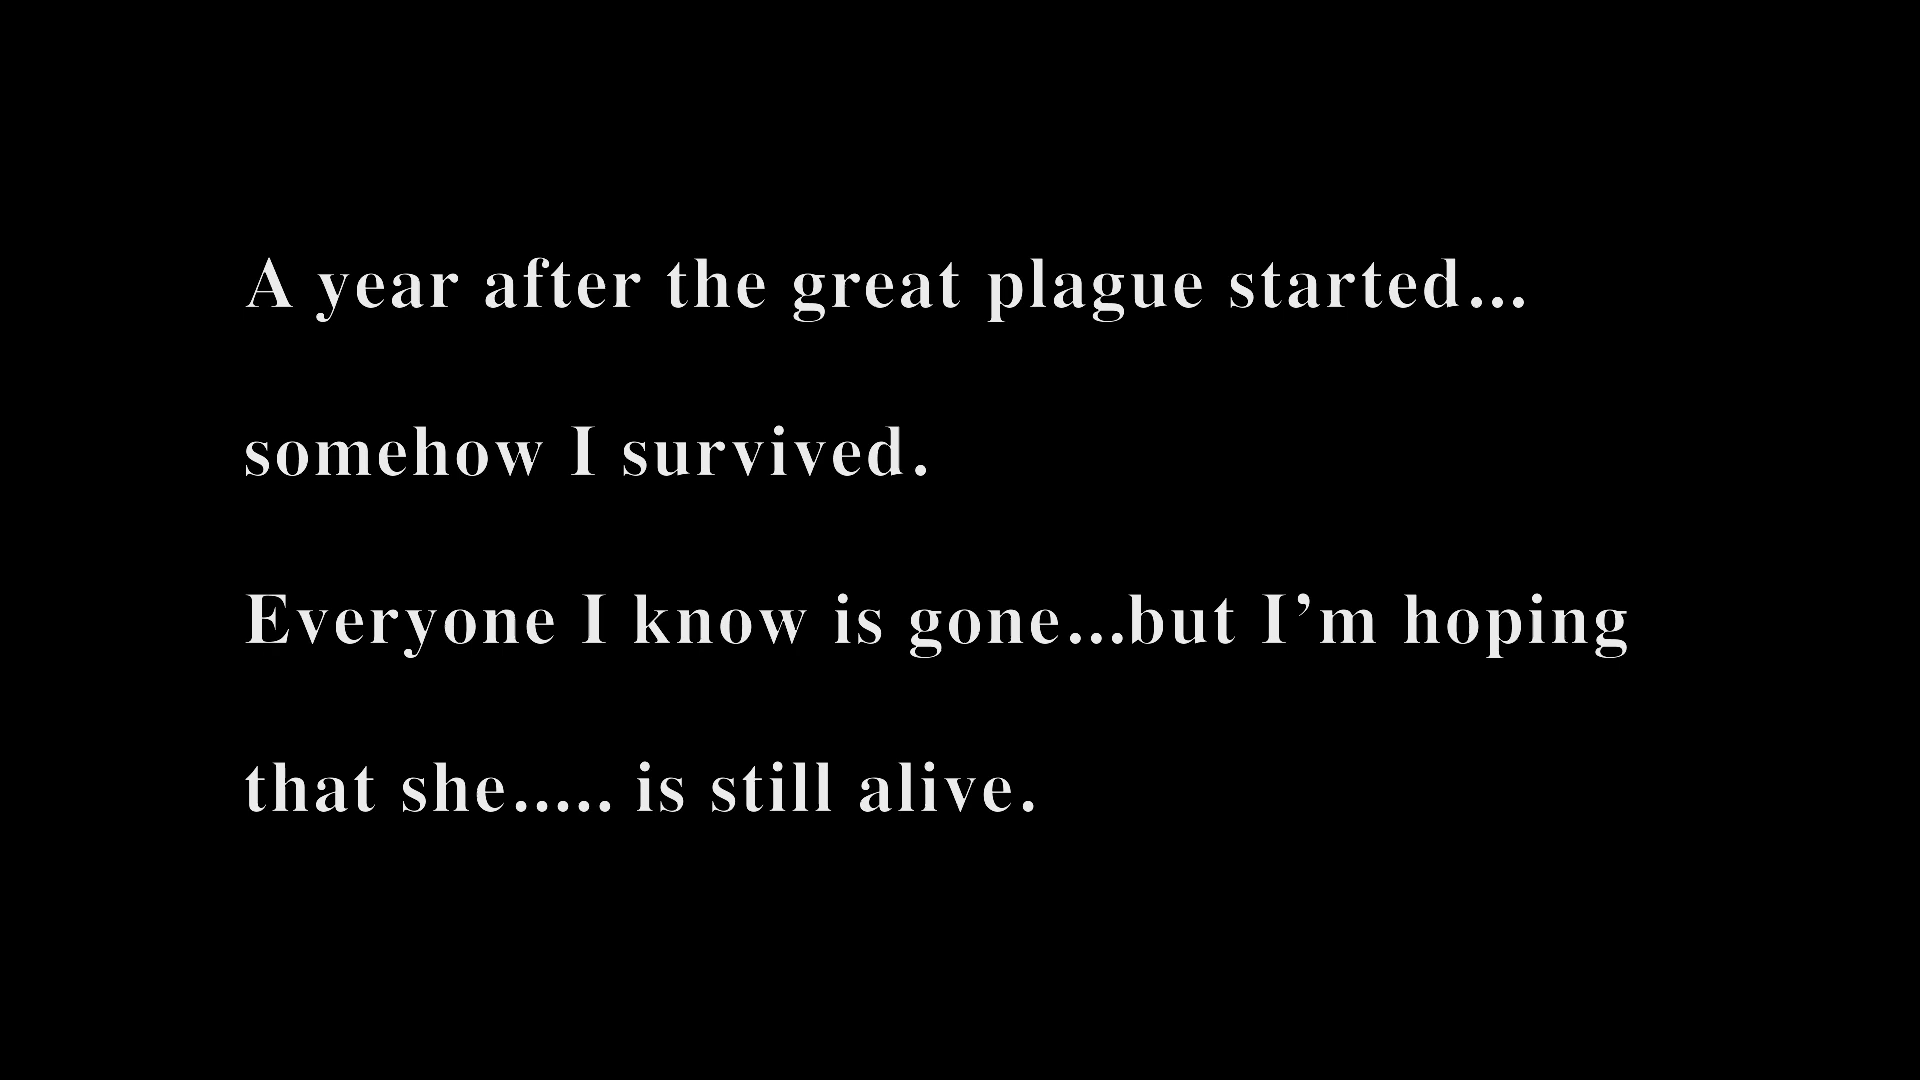 A year after the great plague started...
somehow I survived.
Everyone I know is gone...but I’m hoping
that she..... is still alive.